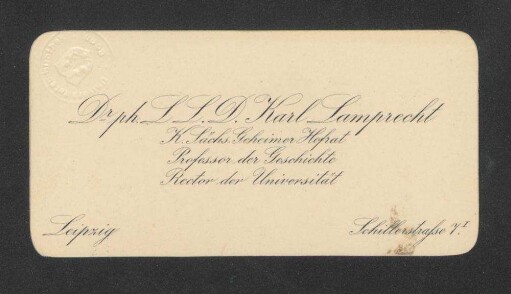 Dr. ph. L. L. D. Karl Lamprecht
K. Sächs. Geheimer Hofrat
Professor der Geschichte
Rector der Universität
Leipzig
Schillerstraße 7.I